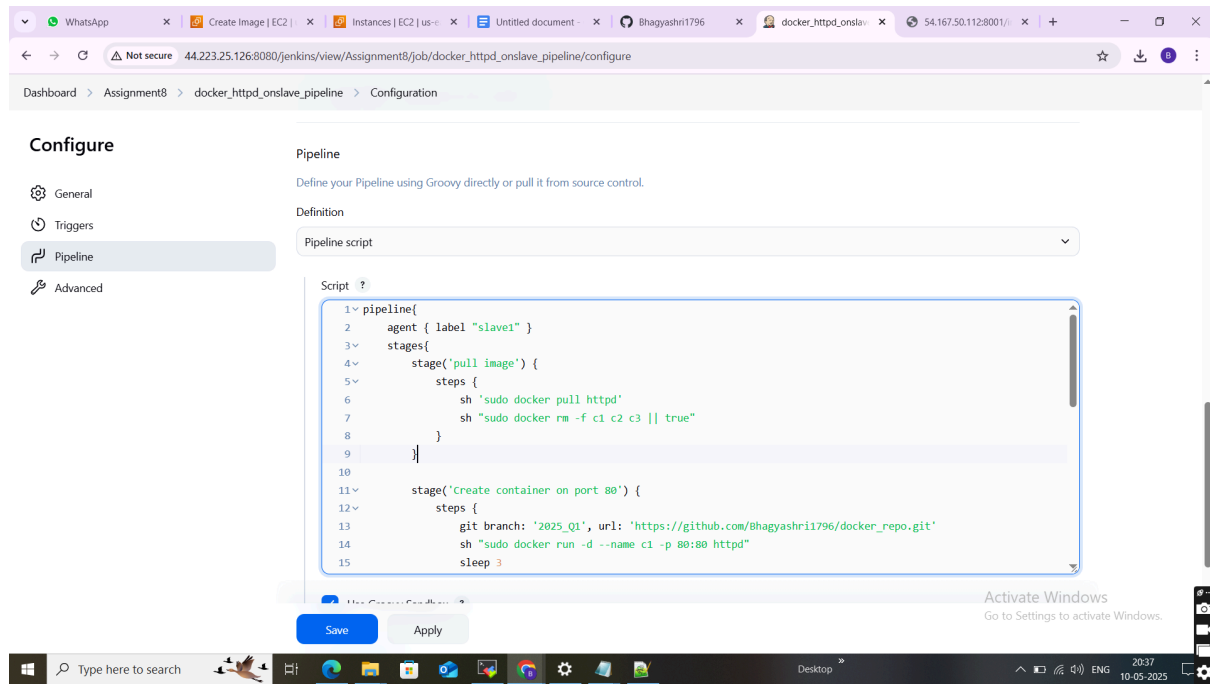 WhatsApp
Create Image | EC2 |
Instances | EC2 | us-e
Untitled document -
Bhagyashri1796
docker_httpd_onslav
54.167.50.112:8001/i
Not secure
44.223.25.126:8080/jenkins/view/Assignment8/job/docker_httpd_onslave_pipeline/configure
B
Dashboard > Assignment8 > docker_httpd_onslave_pipeline > Configuration
Configure
General
Triggers
Pipeline
Advanced
Pipeline
Define your Pipeline using Groovy directly or pull it from source control.
Definition
Pipeline script
Script ?
1 pipeline{
2 agent { label "slave1" }
3 stages{
4 stage('pull image') {
5 steps {
6 sh 'sudo docker pull httpd'
7 sh "sudo docker rm -f c1 c2 c3 || true"
8 }
9 }
10
11 stage('Create container on port 80') {
12 steps {
13 git branch: '2025_Q1', url: 'https://github.com/Bhagyashri1796/docker_repo.git'
14 sh "sudo docker run -d --name c1 -p 80:80 httpd"
15 sleep 3
Use Groovy Sandbox ?
Save
Apply
Activate Windows
Go to Settings to activate Windows.
Type here to search
Desktop »
ENG
20:37
10-05-2025